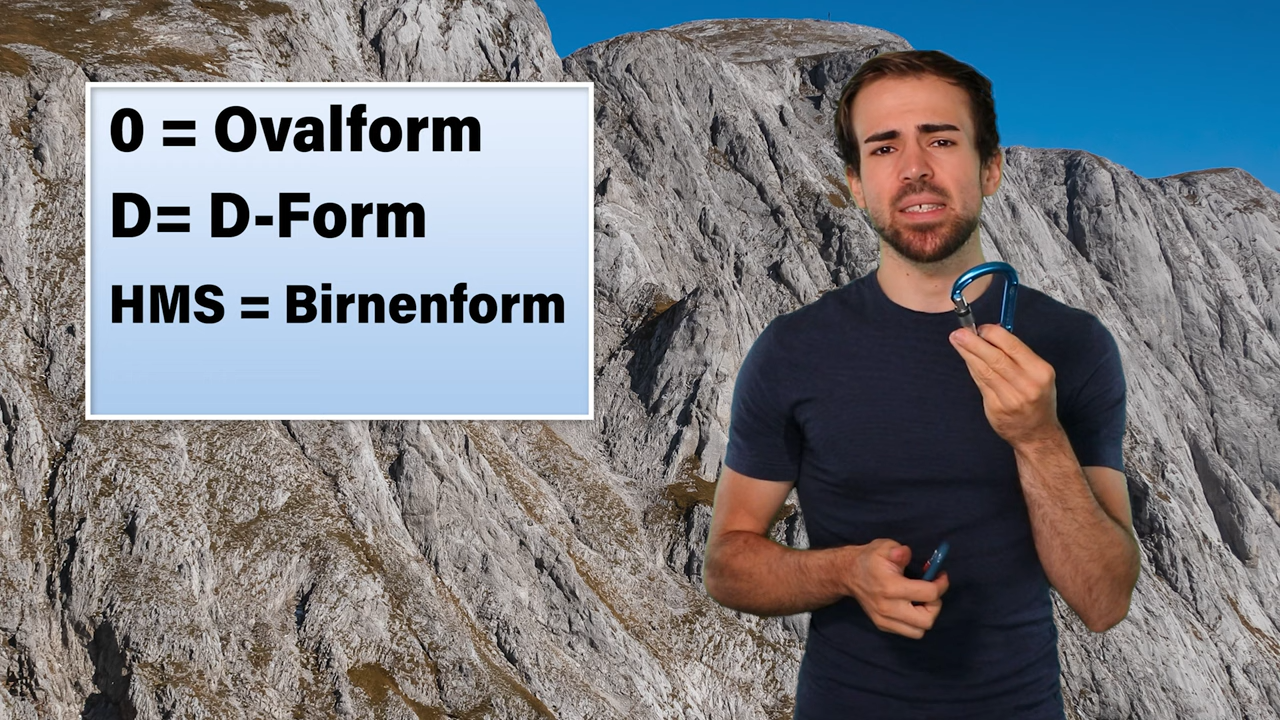 0 = Ovalform
D= D-Form
HMS = Birnenform